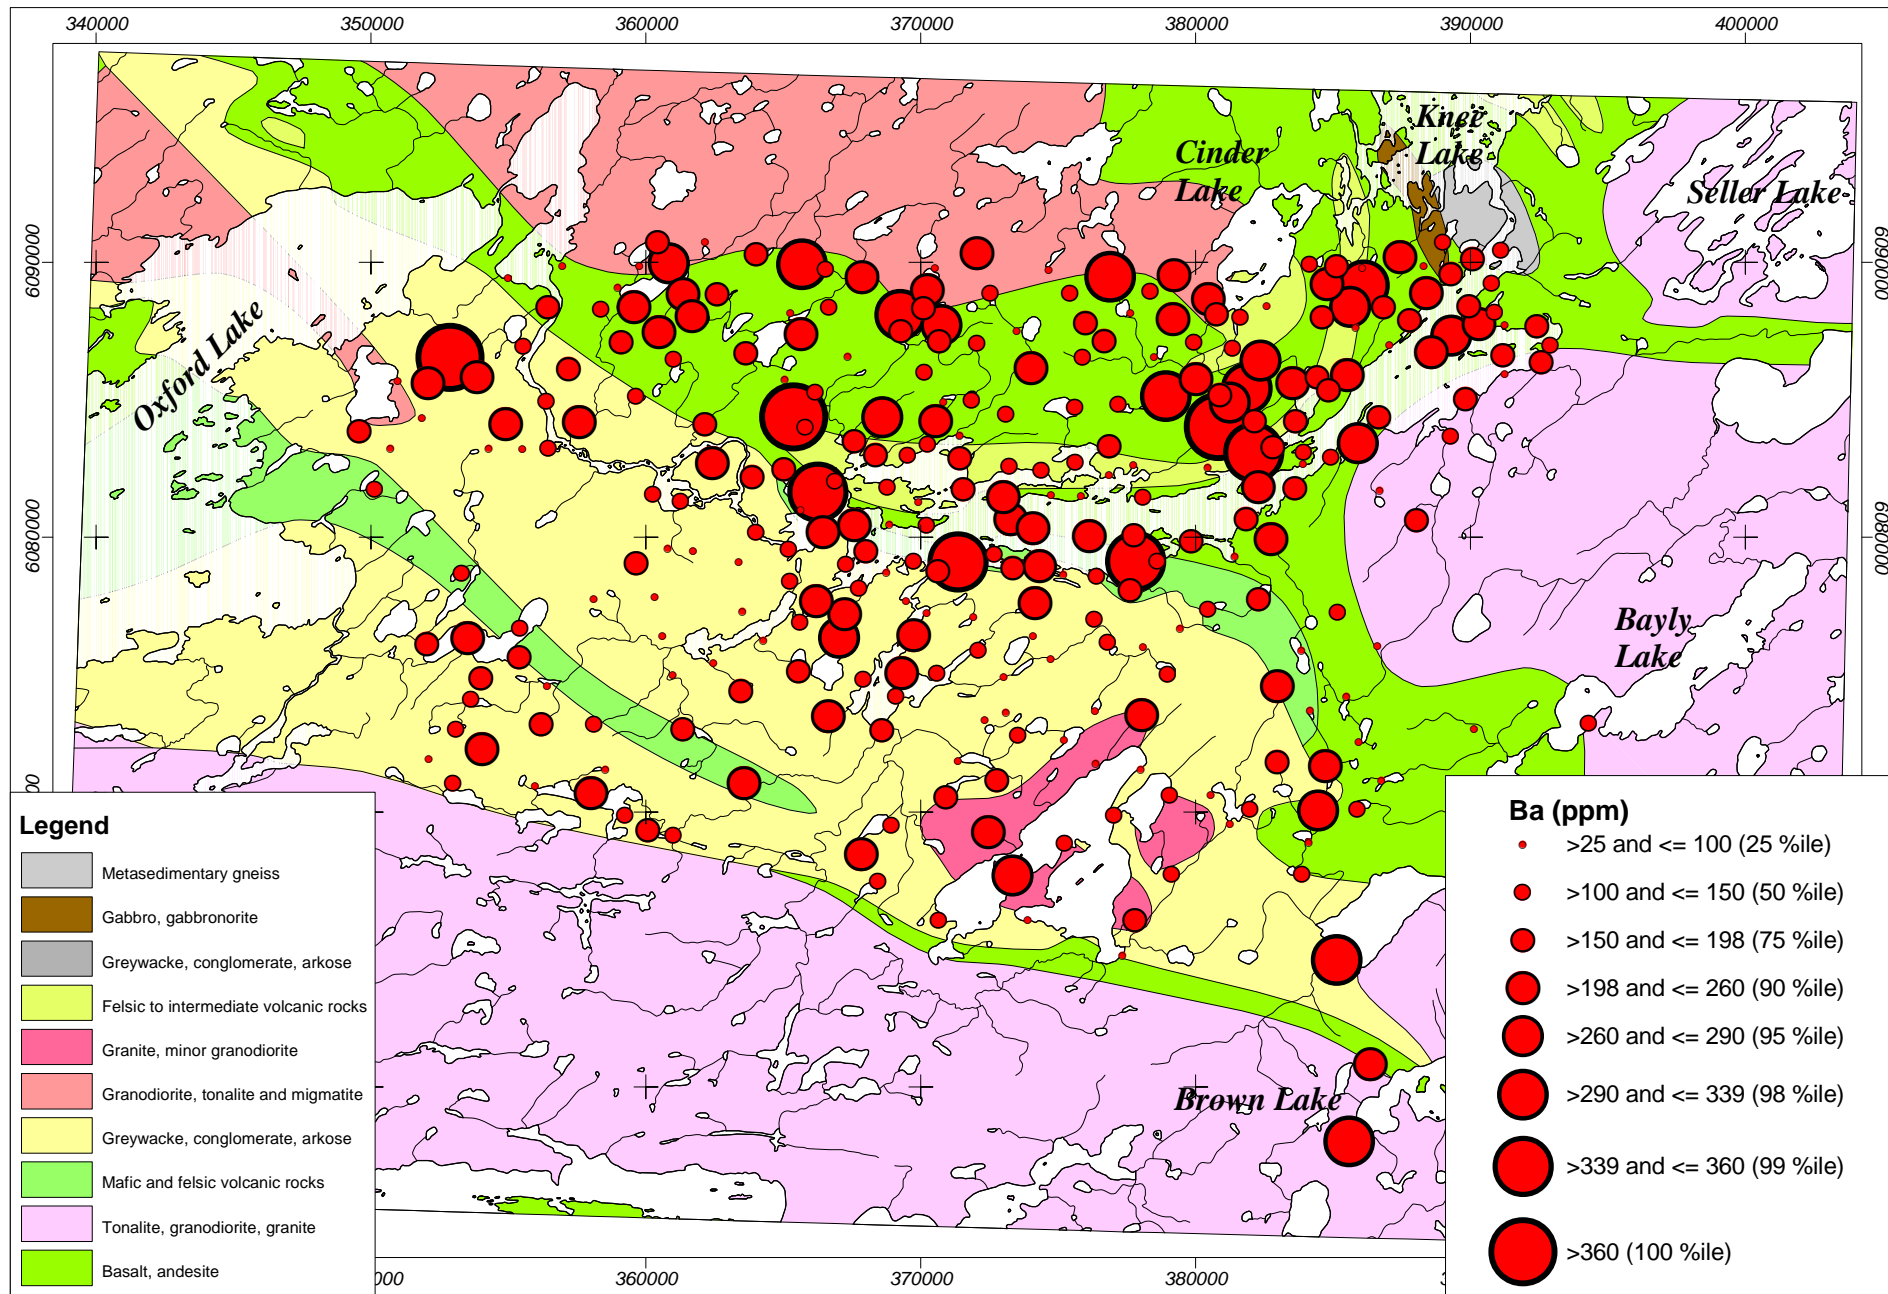 340000 350000 360000 370000 380000 390000 400000
Knee
Lake
Cinder
Lake
Seller Lake
6090000 6090000
Oxford Lake
6080000 6080000
Bayly
Lake
Brown Lake
Legend
Metasedimentary gneiss
Gabbro, gabbronorite
Greywacke, conglomerate, arkose
Felsic to intermediate volcanic rocks
Granite, minor granodiorite
Granodiorite, tonalite and migmatite
Greywacke, conglomerate, arkose
Mafic and felsic volcanic rocks
Tonalite, granodiorite, granite
Basalt, andesite
Ba (ppm)
>25 and <= 100 (25 %ile)
>100 and <= 150 (50 %ile)
>150 and <= 198 (75 %ile)
>198 and <= 260 (90 %ile)
>260 and <= 290 (95 %ile)
>290 and <= 339 (98 %ile)
>339 and <= 360 (99 %ile)
>360 (100 %ile)
360000 370000 380000